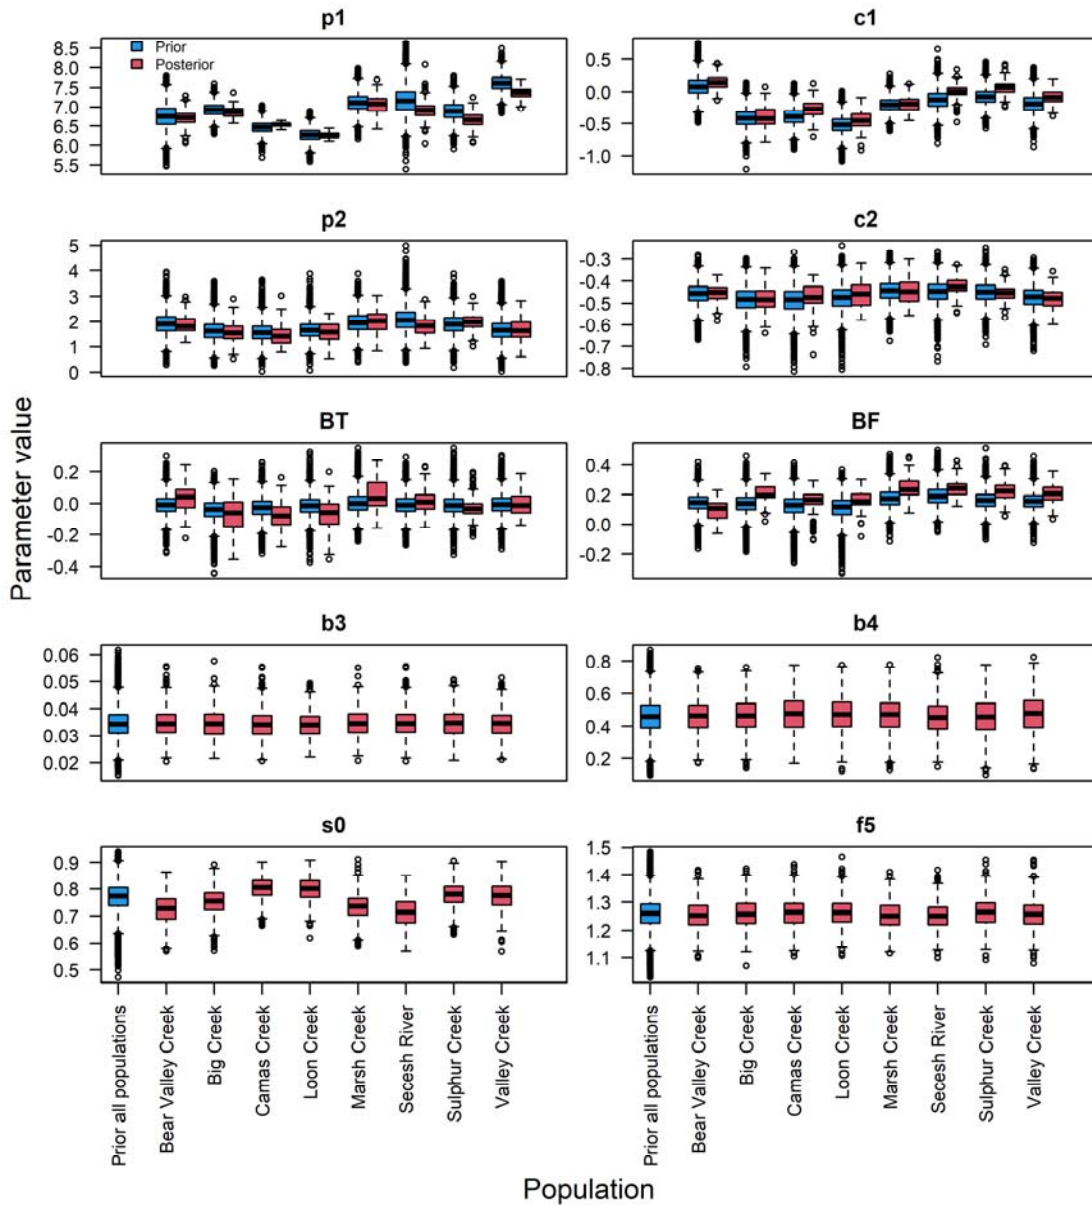 p1
8.5
8.0
7.5
7.0
6.5
6.0
5.5
Prior
Posterior
c1
0.5
0.0
-0.5
-1.0
p2
5
4
3
2
1
0
c2
-0.3
-0.4
-0.5
-0.6
-0.7
-0.8
BT
0.2
0.0
-0.2
-0.4
BF
0.4
0.2
0.0
-0.2
Parameter value
b3
0.06
0.05
0.04
0.03
0.02
b4
0.8
0.6
0.4
0.2
s0
0.9
0.8
0.7
0.6
0.5
f5
1.5
1.4
1.3
1.2
1.1
Prior all populations
Bear Valley Creek
Big Creek
Camas Creek
Loon Creek
Marsh Creek
Secesh River
Sulphur Creek
Valley Creek
Prior all populations
Bear Valley Creek
Big Creek
Camas Creek
Loon Creek
Marsh Creek
Secesh River
Sulphur Creek
Valley Creek
Population